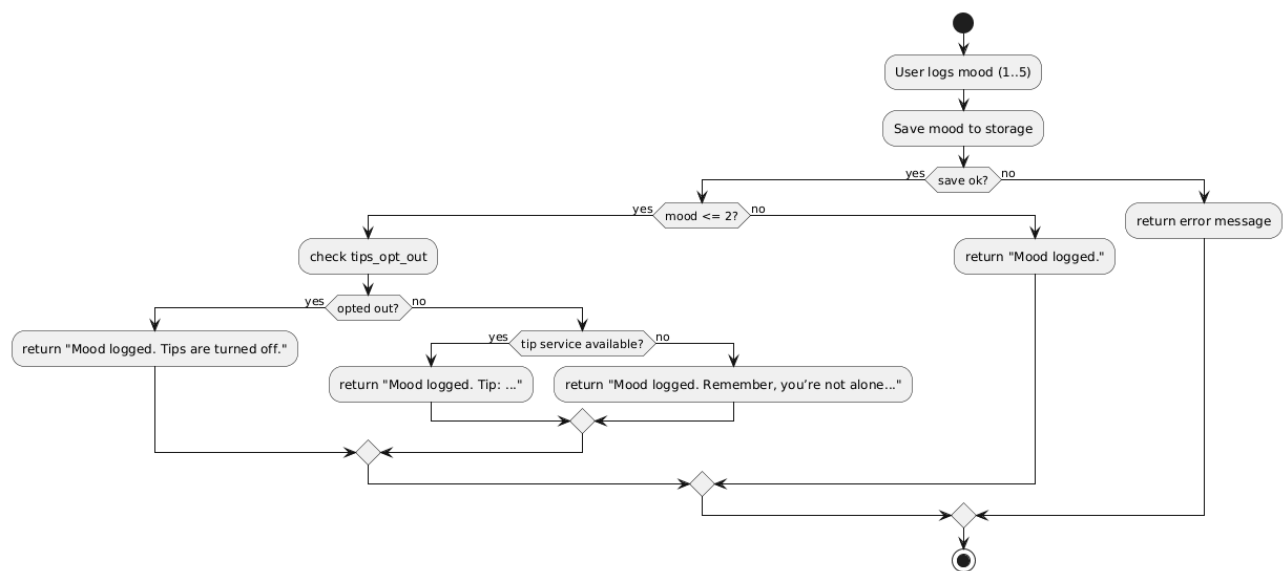 User logs mood (1..5)
Save mood to storage
yes
save ok?
no
yes
mood <= 2?
no
return error message
check tips_opt_out
return "Mood logged."
yes
opted out?
no
return "Mood logged. Tips are turned off."
yes
tip service available?
no
return "Mood logged. Tip: ..."
return "Mood logged. Remember, you’re not alone..."